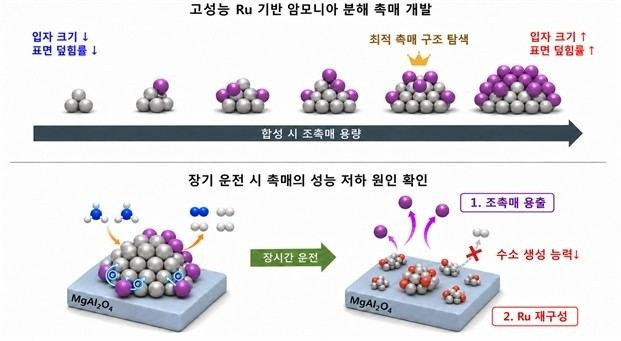 고성능 Ru 기반 암모니아 분해 촉매 개발
입자 크기 ↓
표면 덮힘률 ↓
최적 촉매 구조 탐색
입자 크기 ↑
표면 덮힘률 ↑
합성 시 조촉매 용량
장기 운전 시 촉매의 성능 저하 원인 확인
MgAl₂O₄
장시간 운전
1. 조촉매 용출
수소 생성 능력↓
MgAl₂O₄
2. Ru 재구성